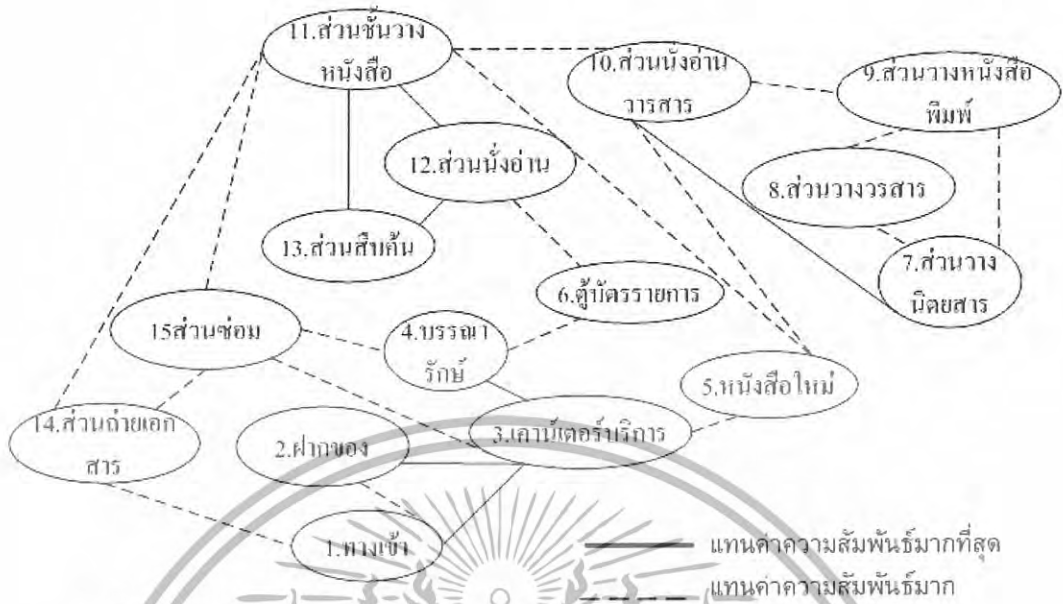 11.ส่วนชั้นวาง
หนังสือ
10.ส่วนนั่งอ่าน
วารสาร
9.ส่วนวางหนังสือ
พิมพ์
12.ส่วนนั่งอ่าน
8.ส่วนวางวรสาร
13.ส่วนสืบค้น
7.ส่วนวาง
นิตยสาร
6.ตู้บัตรรายการ
15ส่วนซ่อม
4.บรรณา
รักษ์
5.หนังสือใหม่
14.ส่วนถ่ายเอก
สาร
2.ฝากของ
3.เคาน์เตอร์บริการ
1.ทางเข้า
แทนค่าความสัมพันธ์มากที่สุด
แทนค่าความสัมพันธ์มาก